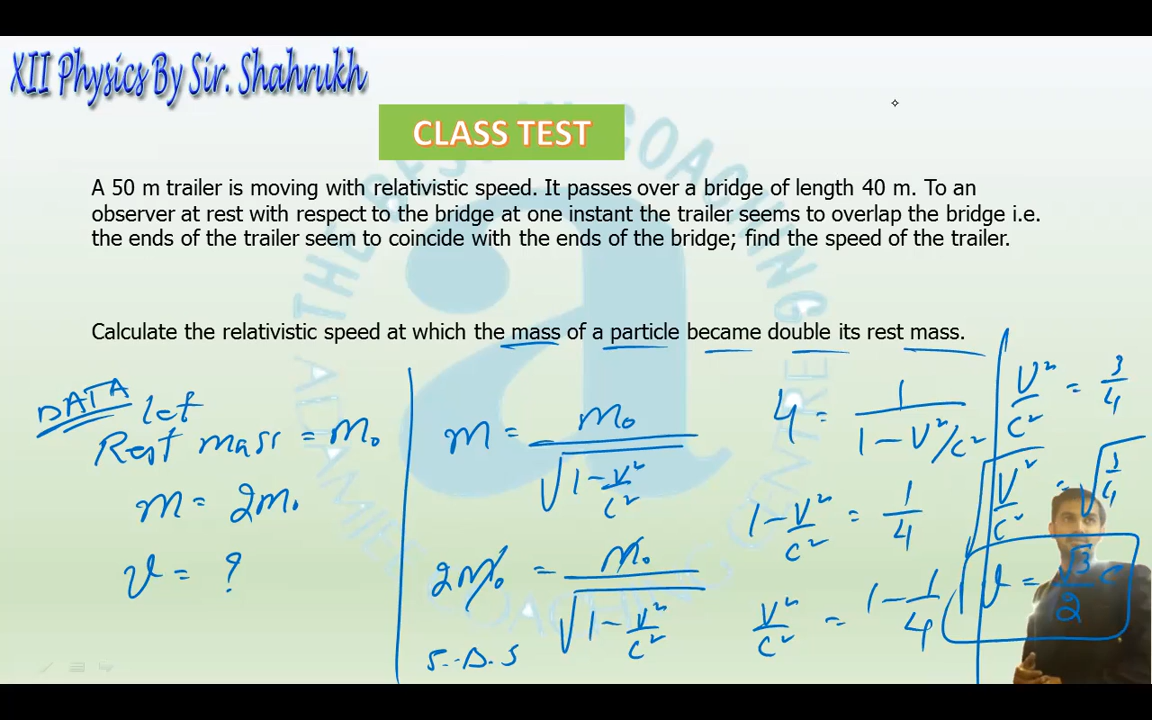 XII Physics By Sir. Shahrukh
CLASS TEST
A 50 m trailer is moving with relativistic speed. It passes over a bridge of length 40 m. To an
observer at rest with respect to the bridge at one instant the trailer seems to overlap the bridge i.e.
the ends of the trailer seem to coincide with the ends of the bridge; find the speed of the trailer.
Calculate the relativistic speed at which the mass of a particle became double its rest mass.
DATA let
Rest mass = m₀
m = 2m₀
v = ?
m = m₀ / √(1 - v²/c²)
2m₀ = m₀ / √(1 - v²/c²)
S.B.S
4 = 1 / (1 - v²/c²)
1 - v²/c² = 1/4
v²/c² = 1 - 1/4
v²/c² = 3/4
√(v²/c²) = √(3/4)
v = √3/2 c